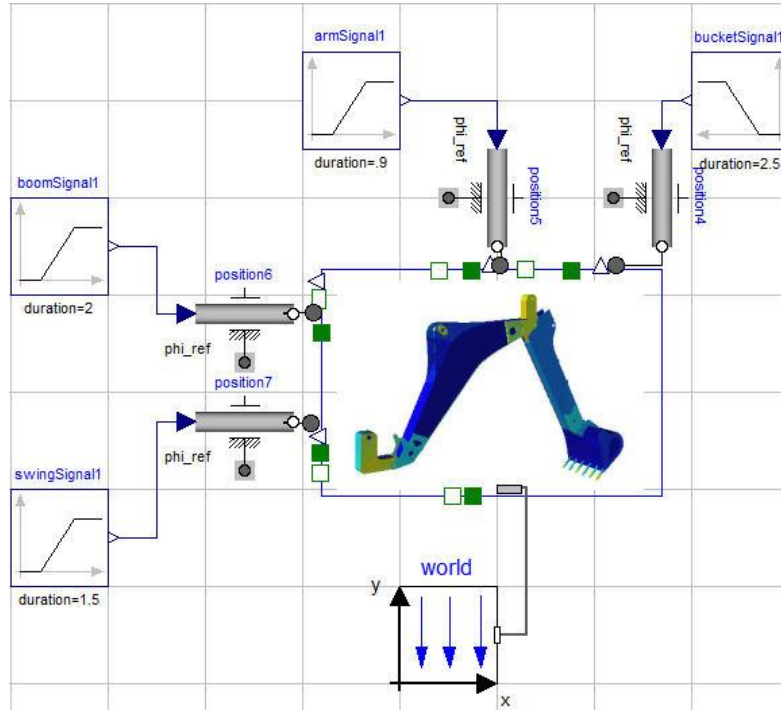 armSignal1
bucketSignal1
duration=.9
phi_ref
position5
phi_ref
position4
duration=2.5
boomSignal1
duration=2
position6
phi_ref
position7
phi_ref
swingSignal1
duration=1.5
world
y
x